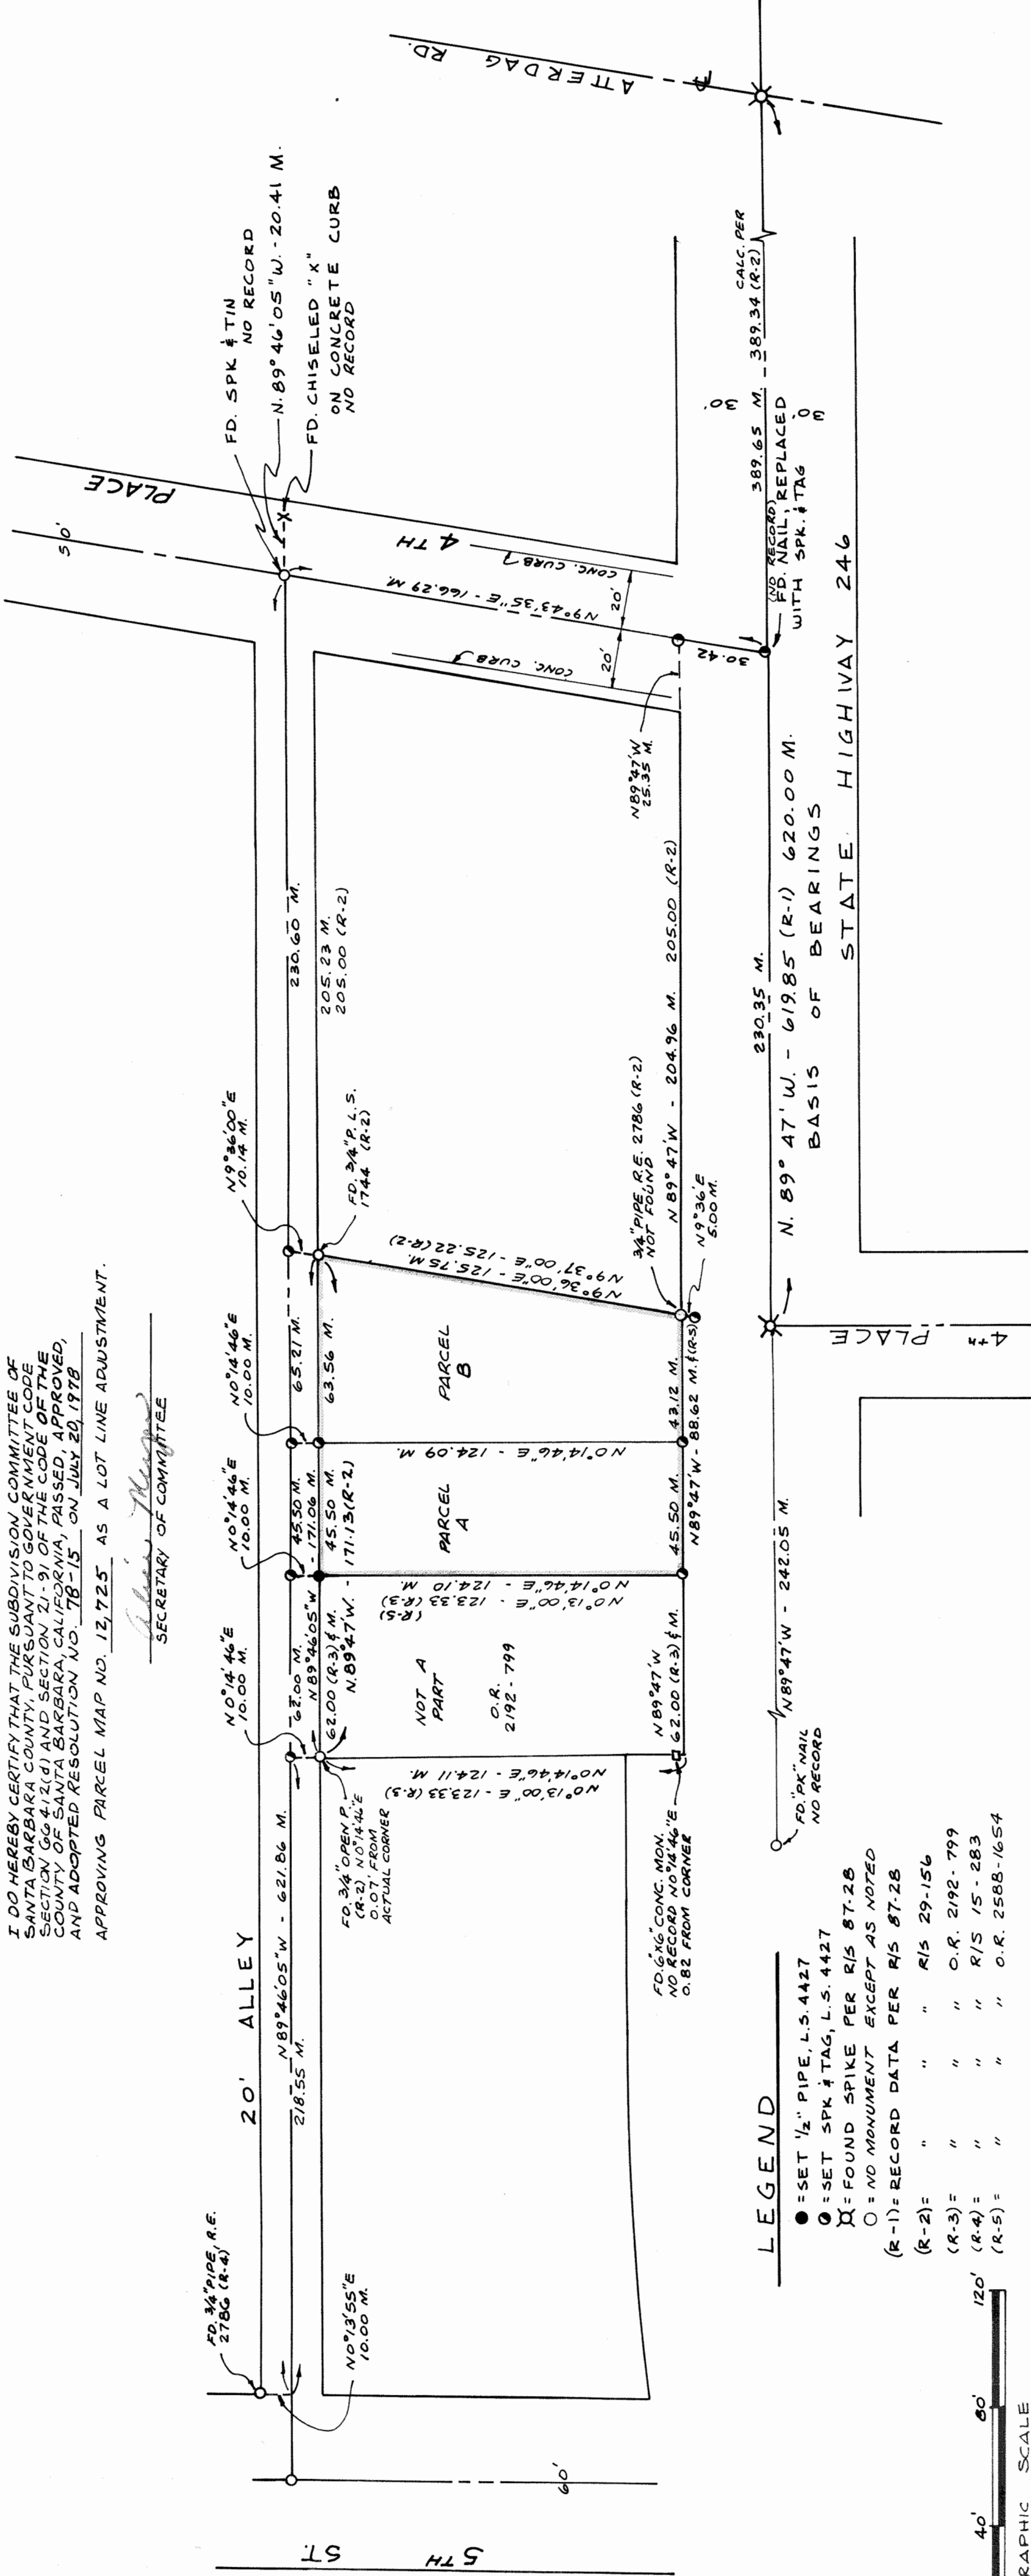 I DO HEREBY CERTIFY THAT THE SUBDIVISION COMMITTEE OF
SANTA BARBARA COUNTY, PURSUANT TO GOVERNMENT CODE
SECTION 66412(d) AND SECTION 21-91 OF THE CODE OF THE
COUNTY OF SANTA BARBARA, CALIFORNIA, PASSED, APPROVED,
AND ADOPTED RESOLUTION NO. 78-15 ON JULY 20, 1978
APPROVING PARCEL MAP NO. 12,725 AS A LOT LINE ADJUSTMENT.
SECRETARY OF COMMITTEE
ATTERDAG RD.
FD. SPK & TIN
NO RECORD
N. 89°46'05" W. - 20.41 M.
FD. CHISELED "X"
ON CONCRETE CURB
NO RECORD
50'
4TH PLACE
CONC. CURB
N9°43'35"E - 166.29 M.
CONC. CURB
20'
20'
30.42
N89°47'W
25.35 M.
CALC. PER
389.65 M. - 389.34 (R-2)
30'
30'
(NO RECORD)
FD. NAIL, REPLACED
WITH SPK. & TAG
STATE HIGHWAY 246
N. 89° 47' W. - 619.85 (R-1) 620.00 M.
BASIS OF BEARINGS
230.35 M.
N89°47'W - 204.96 M. 205.00 (R-2)
230.60 M.
205.23 M.
205.00 (R-2)
N9°36'00"E
10.14 M.
FD. 3/4" P. L.S.
1744 (R-2)
3/4" PIPE, R.E. 2786 (R-2)
NOT FOUND
N9°36'E
5.00 M.
N9°36'00"E - 125.75 M.
N9°37'00"E - 125.22 (R-2)
N0°14'46"E
10.00 M.
65.21 M.
63.56 M.
PARCEL
B
43.12 M.
N89°47'W - 88.62 M. & (R-5)
N0°14'46"E - 124.09 M.
N0°14'46"E
10.00 M.
45.50 M.
45.50 M.
PARCEL
A
45.50 M.
N0°14'46"E - 124.10 M.
N0°13'00"E - 123.33 (R-3)
(R-5)
N0°14'46"E
10.00 M.
62.00 M.
N89°46'05"W - 171.06 M.
62.00 (R-3) & M.
N.89°47'W. - 171.13 (R-2)
NOT A
PART
O.R.
2192-799
N89°47'W
62.00 (R-3) & M.
N0°14'46"E - 124.11 M.
N0°13'00"E - 123.33 (R-3)
FD. 3/4" OPEN P.
(R-2) N0°14'46"E
0.07' FROM
ACTUAL CORNER
FD. 6"X6" CONC. MON.
NO RECORD N0°14'46"E
0.82 FROM CORNER
4TH PLACE
N89°47'W - 242.05 M.
FD. "PK" NAIL
NO RECORD
20' ALLEY
N89°46'05"W - 621.86 M.
218.55 M.
FD. 3/4" PIPE, R.E.
2786 (R-4)
N0°13'55"E
10.00 M.
60'
5TH ST.
LEGEND
● = SET 1/2" PIPE, L.S. 4427
= SET SPK & TAG, L.S. 4427
= FOUND SPIKE PER R/S 87-28
○ = NO MONUMENT EXCEPT AS NOTED
(R-1) = RECORD DATA PER R/S 87-28
(R-2) = " " " R/S 29-156
(R-3) = " " " O.R. 2192-799
(R-4) = " " " R/S 15-283
(R-5) = " " " O.R. 2588-1654
40' 80' 120'
RAPHIC SCALE